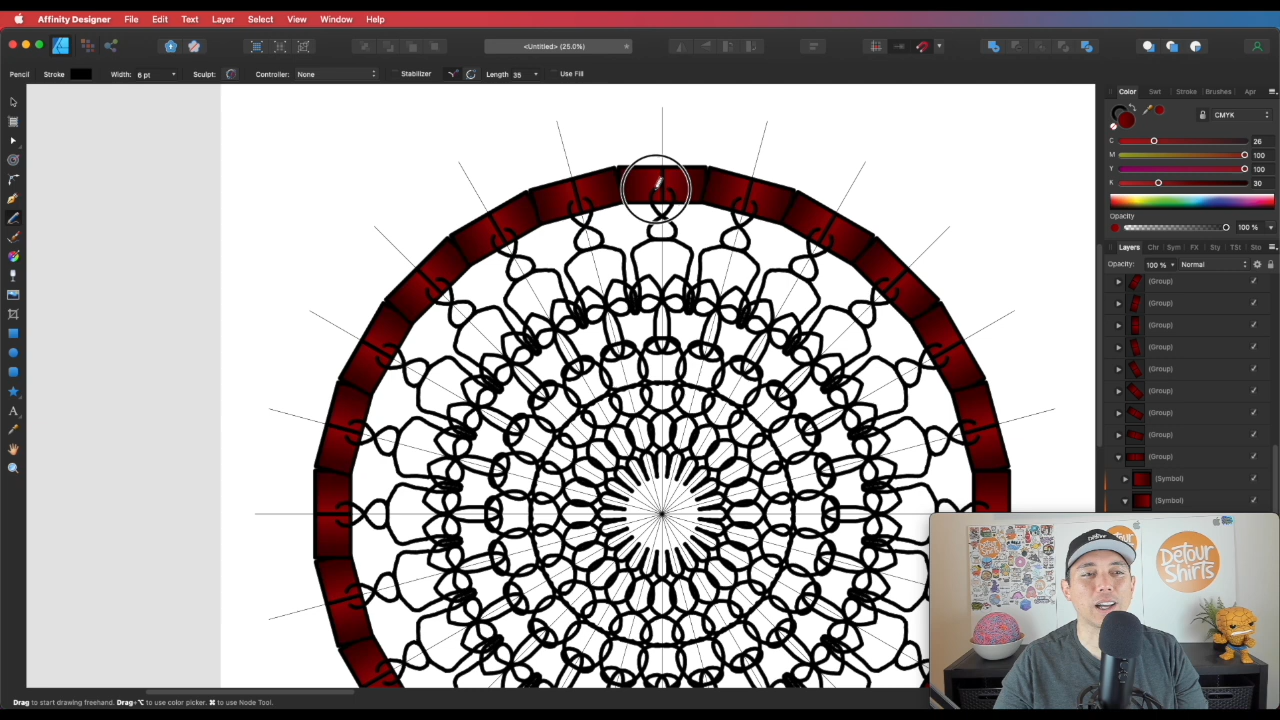 Affinity Designer File Edit Text Layer Select View Window Help
<Untitled> (25.0%)
Pencil Stroke Width: 6 pt Sculpt: Controller: None Stabilizer Length 35 Use Fill
Color Swt Stroke Brushes Apr
CMYK
C 26
M 100
Y 100
K 30
Opacity
100 %
Layers Chr Sym FX Sty TSt Sto
Opacity: 100 % Normal
(Group)
(Group)
(Group)
(Group)
(Group)
(Group)
(Group)
(Group)
(Group)
(Symbol)
(Symbol)
DETOUR
DeTour
SHiRTS
A
Drag to start drawing freehand. Drag+⌥ to use color picker. ⌘ to use Node Tool.